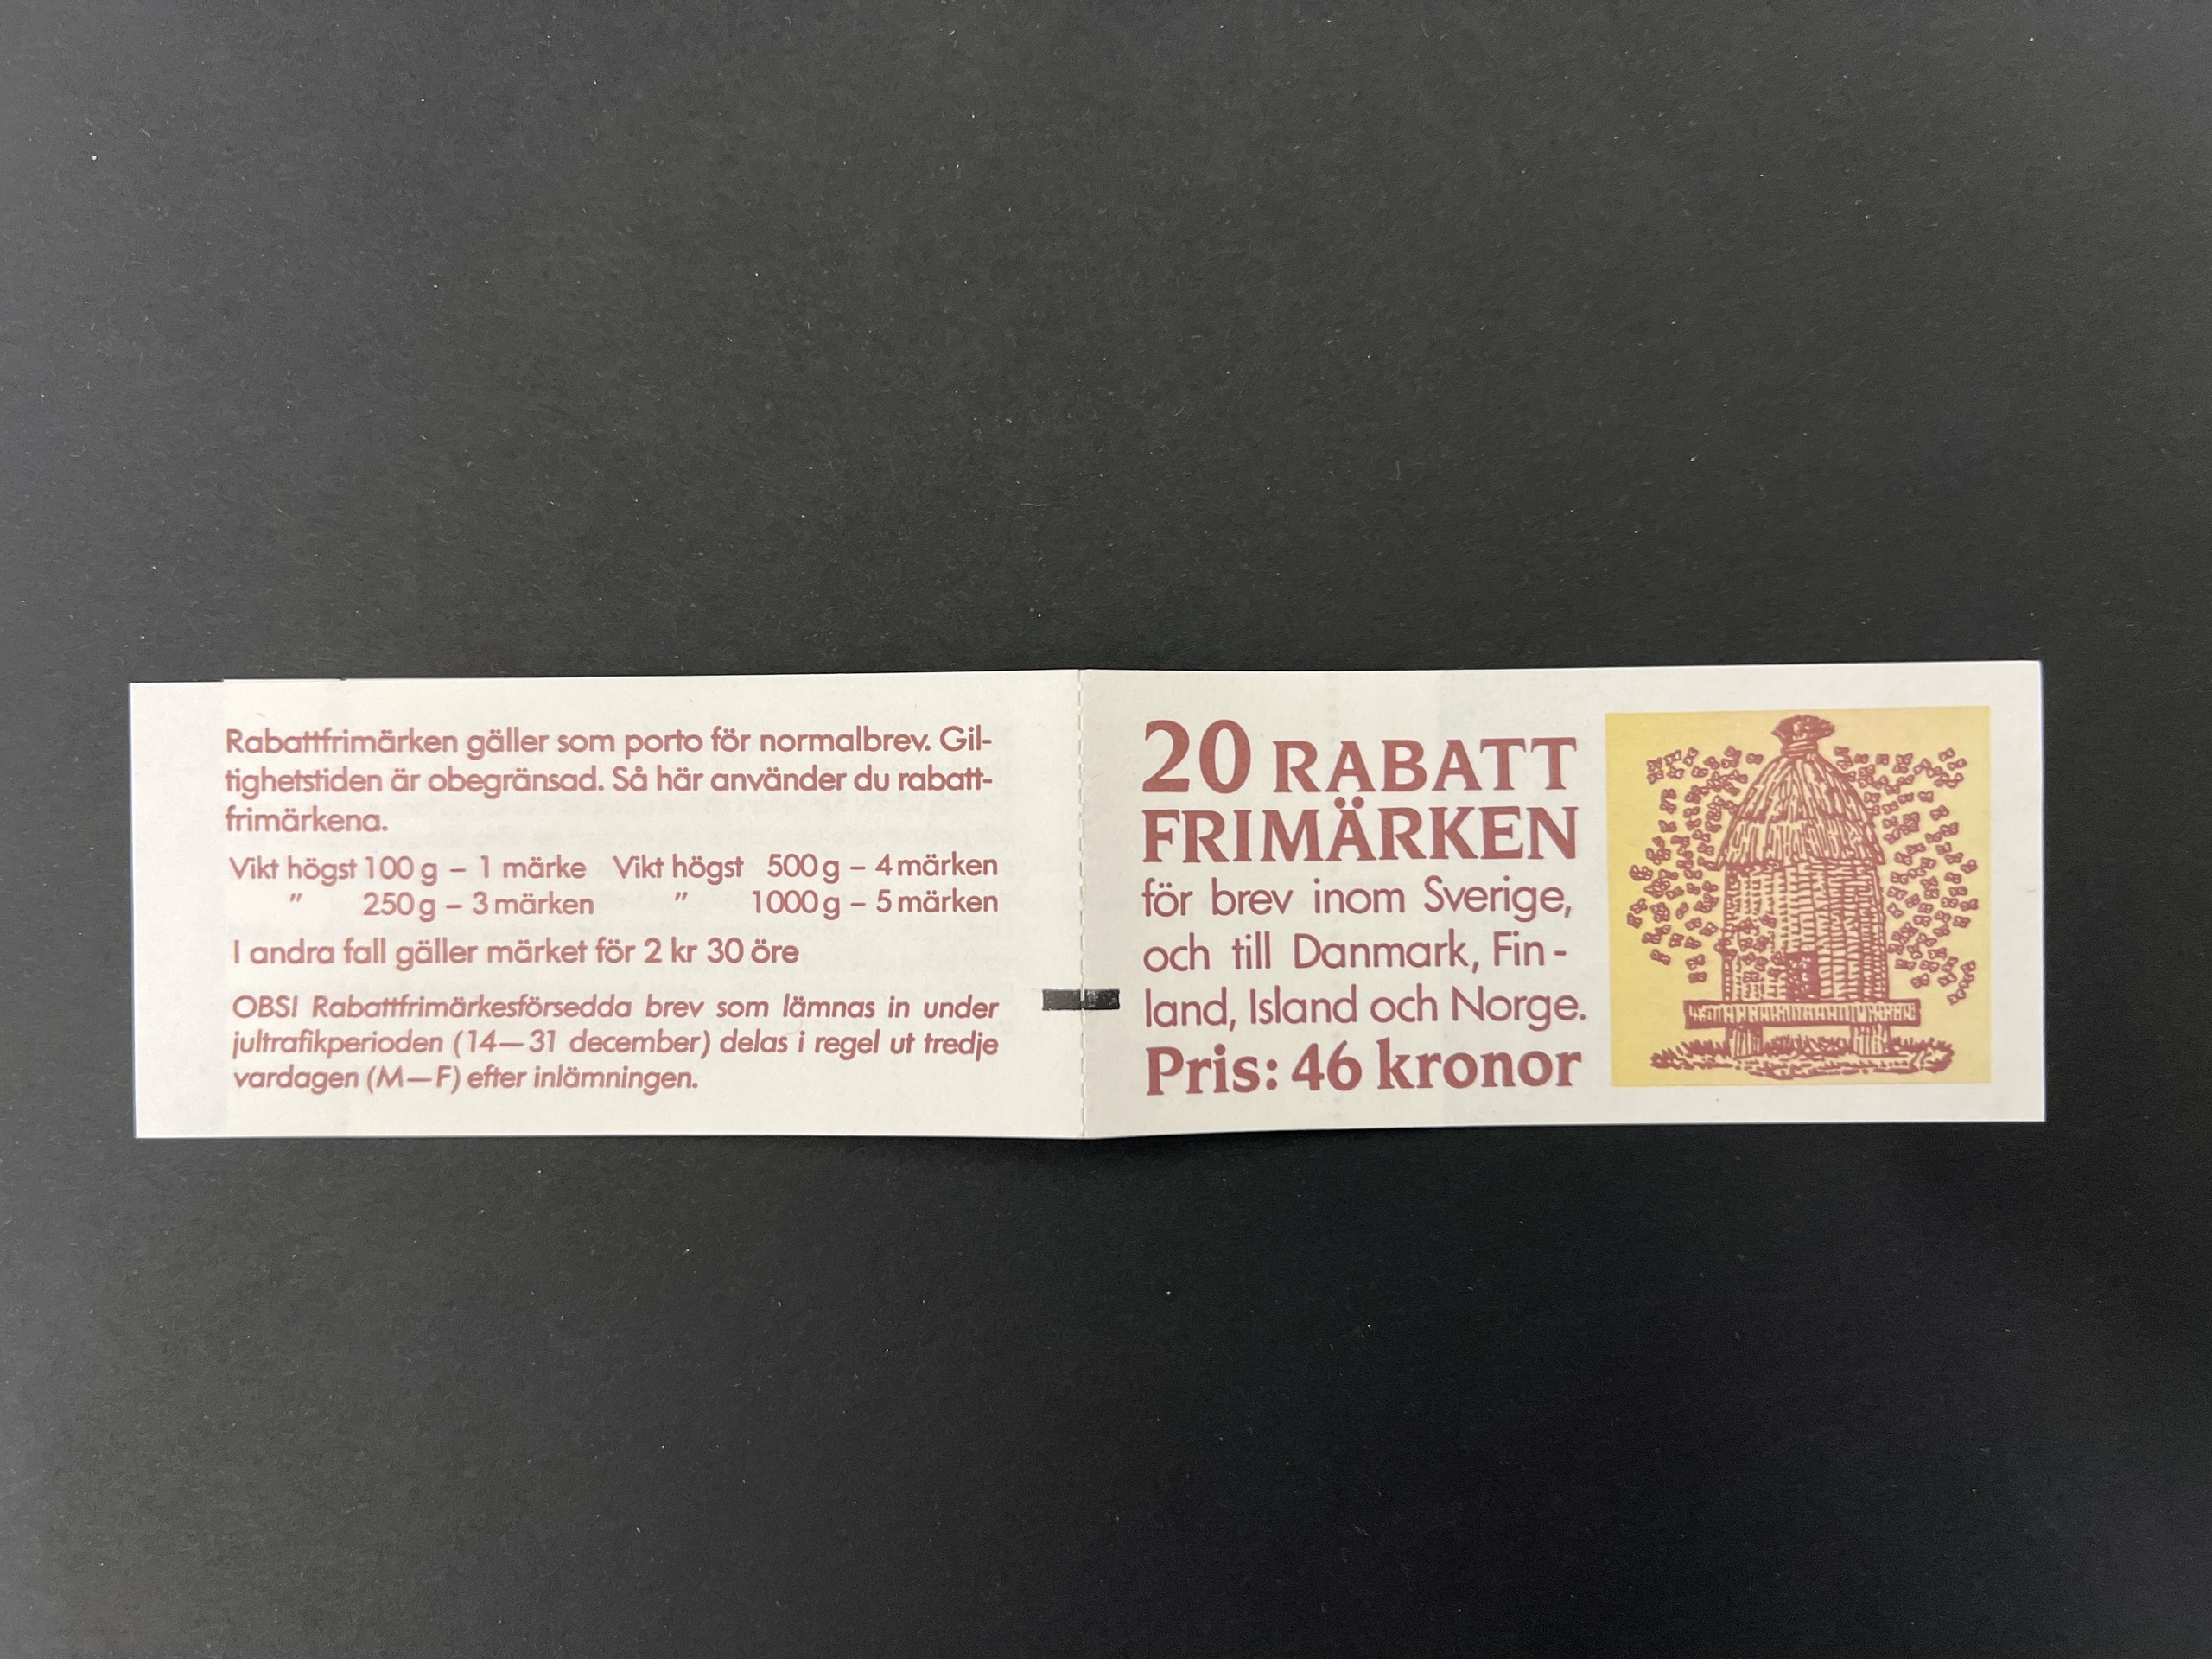 Rabattfrimärken gäller som porto för normalbrev. Gil-
tighetstiden är obegränsad. Så här använder du rabatt-
frimärkena.
Vikt högst 100 g – 1 märke Vikt högst 500 g – 4 märken
" 250 g – 3 märken " 1000 g – 5 märken
I andra fall gäller märket för 2 kr 30 öre
OBS! Rabattfrimärkesförsedda brev som lämnas in under
jultrafikperioden (14—31 december) delas i regel ut tredje
vardagen (M—F) efter inlämningen.
20 RABATT
FRIMÄRKEN
för brev inom Sverige,
och till Danmark, Fin-
land, Island och Norge.
Pris: 46 kronor